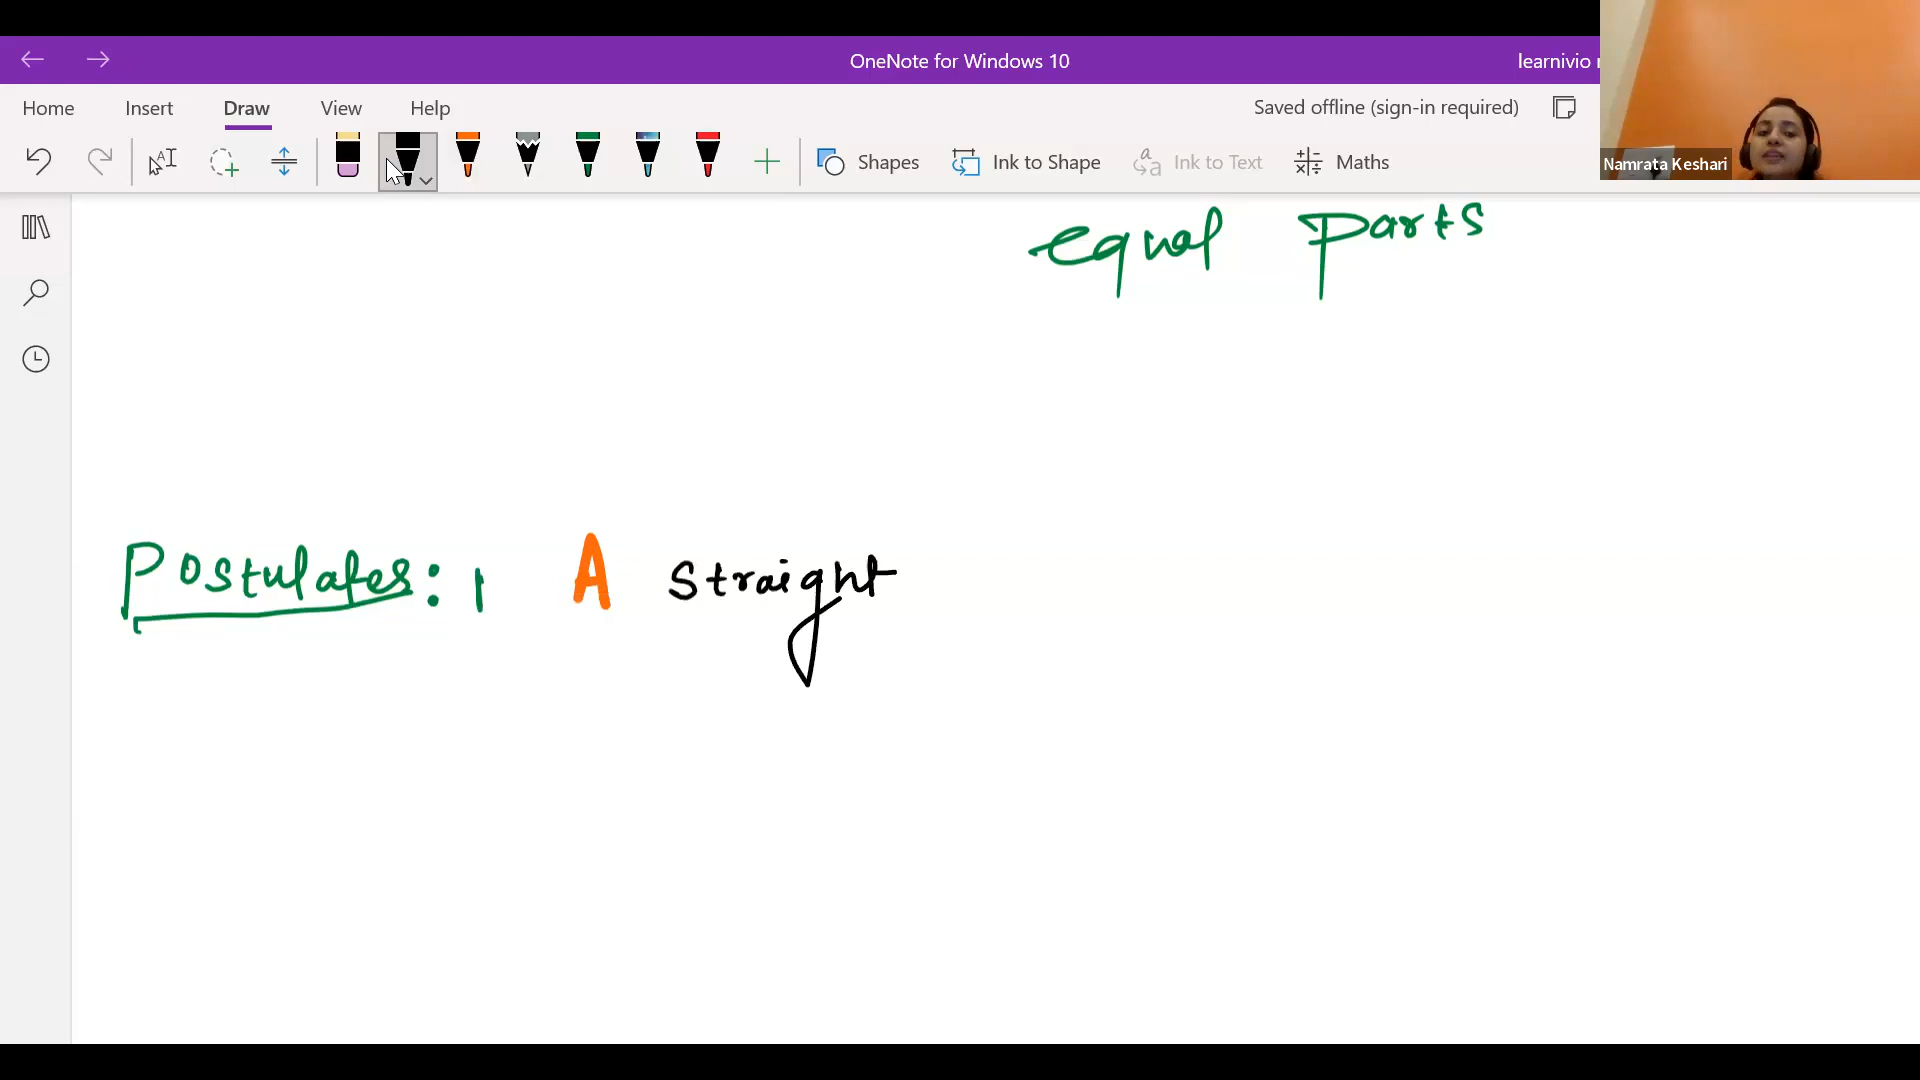 OneNote for Windows 10
learnivio
Home Insert Draw View Help
Saved offline (sign-in required)
Shapes Ink to Shape Ink to Text Maths
Namrata Keshari
equal parts
Postulates: 1 A straight